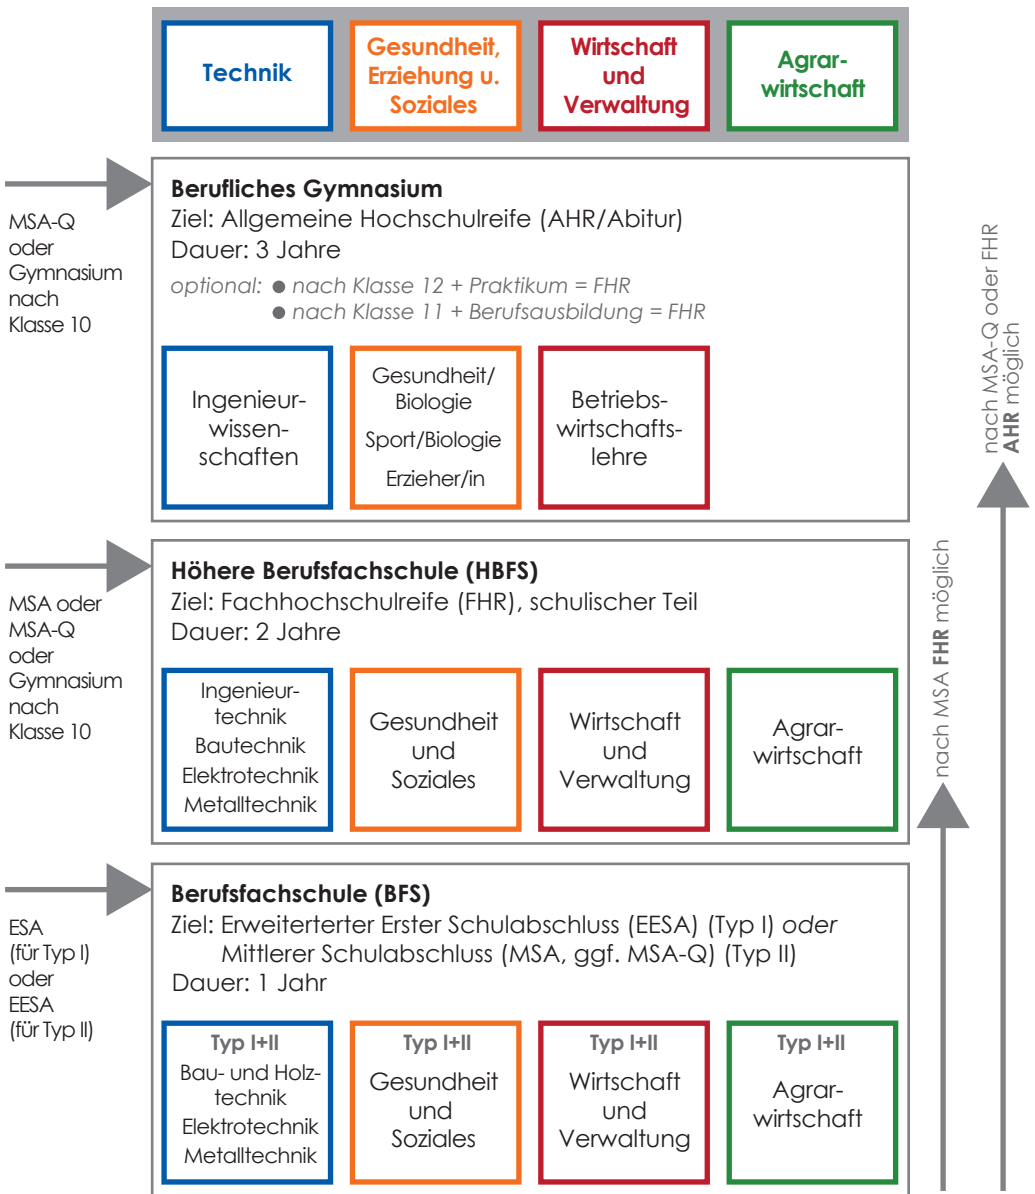 Technik
Gesundheit,
Erziehung u.
Soziales
Wirtschaft
und
Verwaltung
Agrar-
wirtschaft
MSA-Q
oder
Gymnasium
nach
Klasse 10
Berufliches Gymnasium
Ziel: Allgemeine Hochschulreife (AHR/Abitur)
Dauer: 3 Jahre
optional: ● nach Klasse 12 + Praktikum = FHR
● nach Klasse 11 + Berufsausbildung = FHR
Ingenieur-
wissen-
schaften
Gesundheit/
Biologie
Sport/Biologie
Erzieher/in
Betriebs-
wirtschafts-
lehre
MSA oder
MSA-Q
oder
Gymnasium
nach
Klasse 10
Höhere Berufsfachschule (HBFS)
Ziel: Fachhochschulreife (FHR), schulischer Teil
Dauer: 2 Jahre
Ingenieur-
technik
Bautechnik
Elektrotechnik
Metalltechnik
Gesundheit
und
Soziales
Wirtschaft
und
Verwaltung
Agrar-
wirtschaft
ESA
(für Typ I)
oder
EESA
(für Typ II)
Berufsfachschule (BFS)
Ziel: Erweiterterter Erster Schulabschluss (EESA) (Typ I) oder
Mittlerer Schulabschluss (MSA, ggf. MSA-Q) (Typ II)
Dauer: 1 Jahr
Typ I+II
Bau- und Holz-
technik
Elektrotechnik
Metalltechnik
Typ I+II
Gesundheit
und
Soziales
Typ I+II
Wirtschaft
und
Verwaltung
Typ I+II
Agrar-
wirtschaft
nach MSA FHR möglich
nach MSA-Q oder FHR
AHR möglich